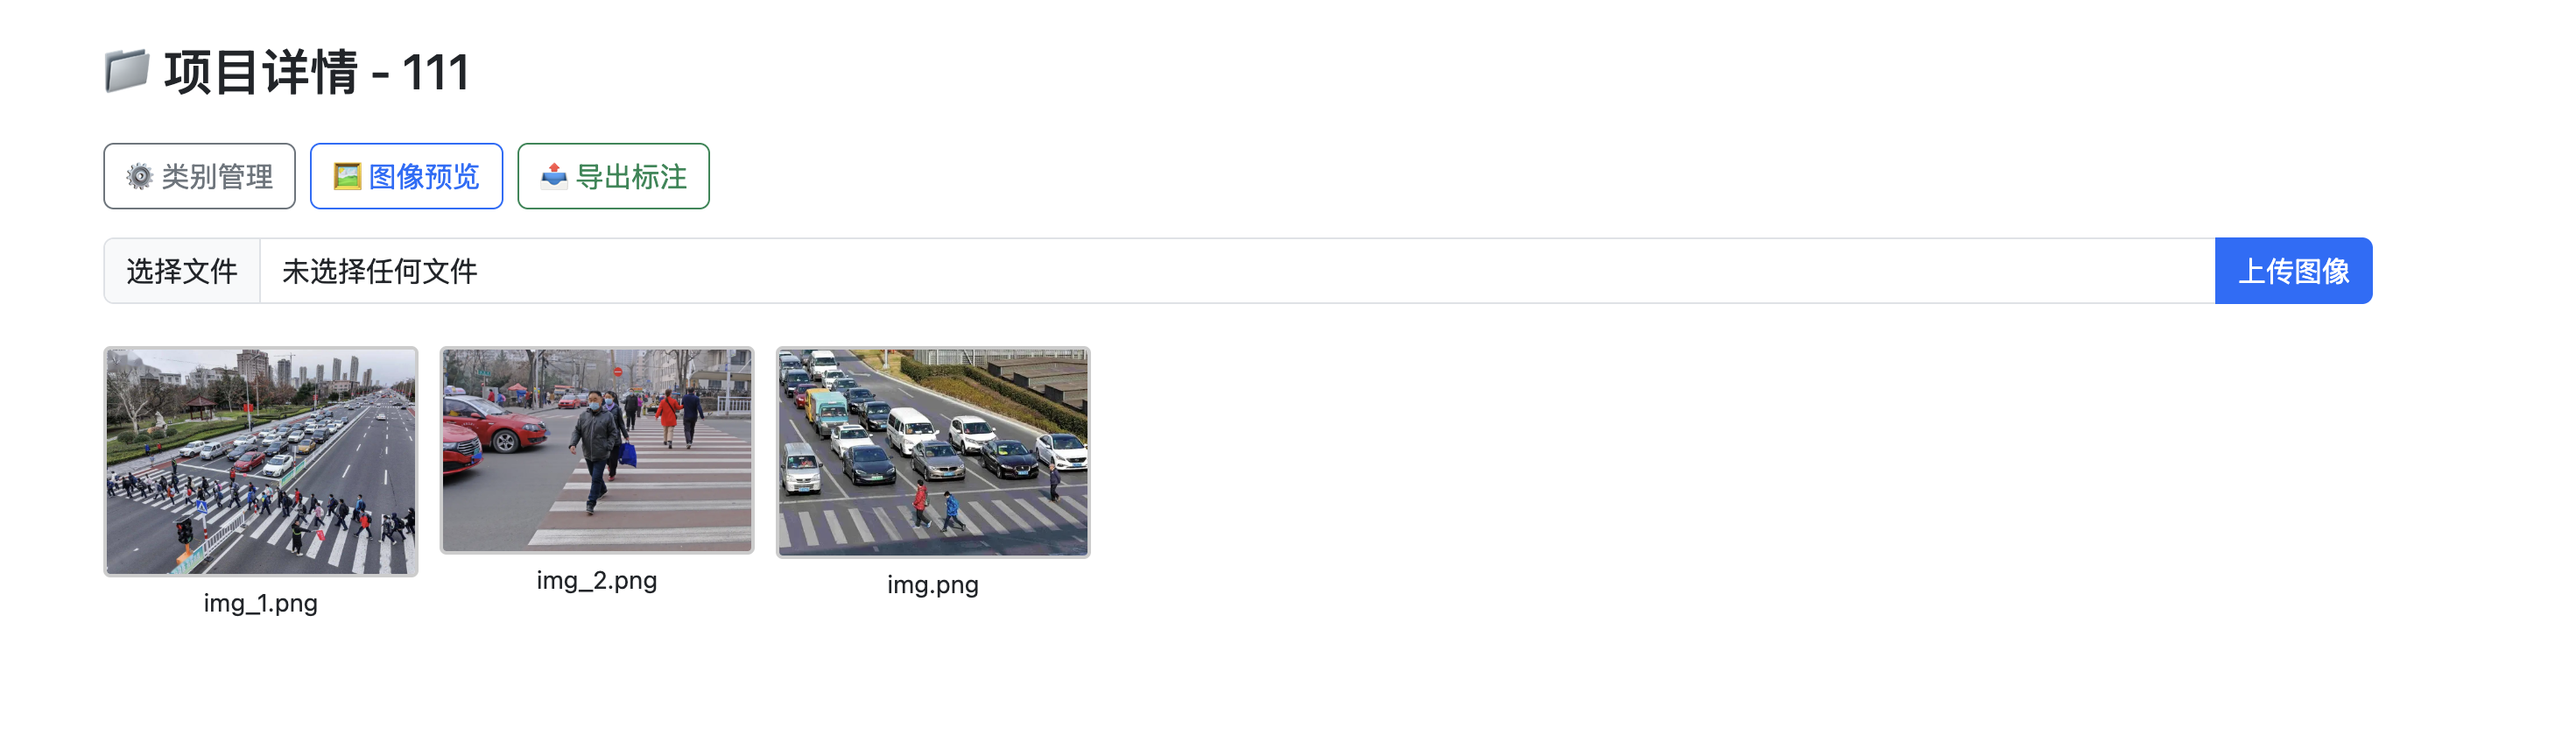 项目详情 - 111
类别管理
图像预览
导出标注
选择文件
未选择任何文件
上传图像
img_1.png
img_2.png
img.png